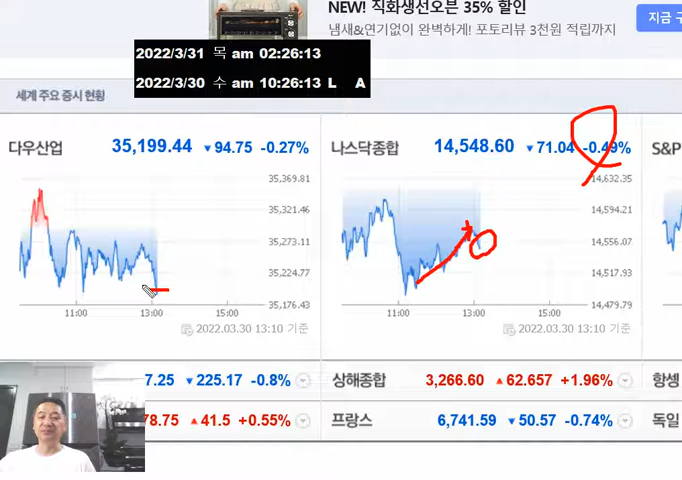 NEW! 직화생선오븐 35% 할인
냄새&연기없이 완벽하게! 포토리뷰 3천원 적립까지
지금
2022/3/31 목 am 02:26:13
2022/3/30 수 am 10:26:13 L A
세계 주요 증시 현황
다우산업 35,199.44 ▼94.75 -0.27%
35,369.81
35,321.46
35,273.11
35,224.77
35,176.43
11:00 13:00 15:00
2022.03.30 13:10 기준
나스닥종합 14,548.60 ▼71.04 -0.49%
14,632.35
14,594.21
14,556.07
14,517.93
14,479.79
11:00 13:00 15:00
2022.03.30 13:10 기준
S&P
7.25 ▼225.17 -0.8%
상해종합 3,266.60 ▲62.657 +1.96%
항셍
78.75 ▲41.5 +0.55%
프랑스 6,741.59 ▼50.57 -0.74%
독일